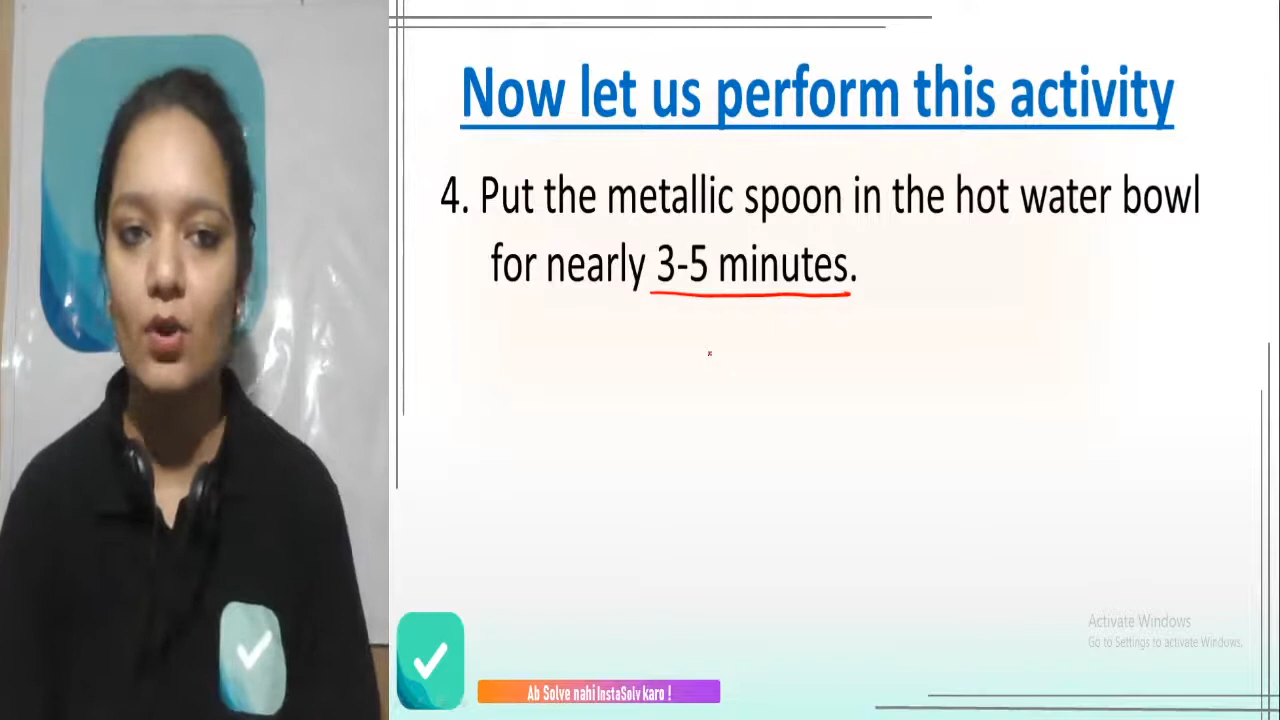 Now let us perform this activity
4. Put the metallic spoon in the hot water bowl
for nearly 3-5 minutes.
Activate Windows
Go to Settings to activate Windows.
Ab Solve nahi InstaSolv karo !